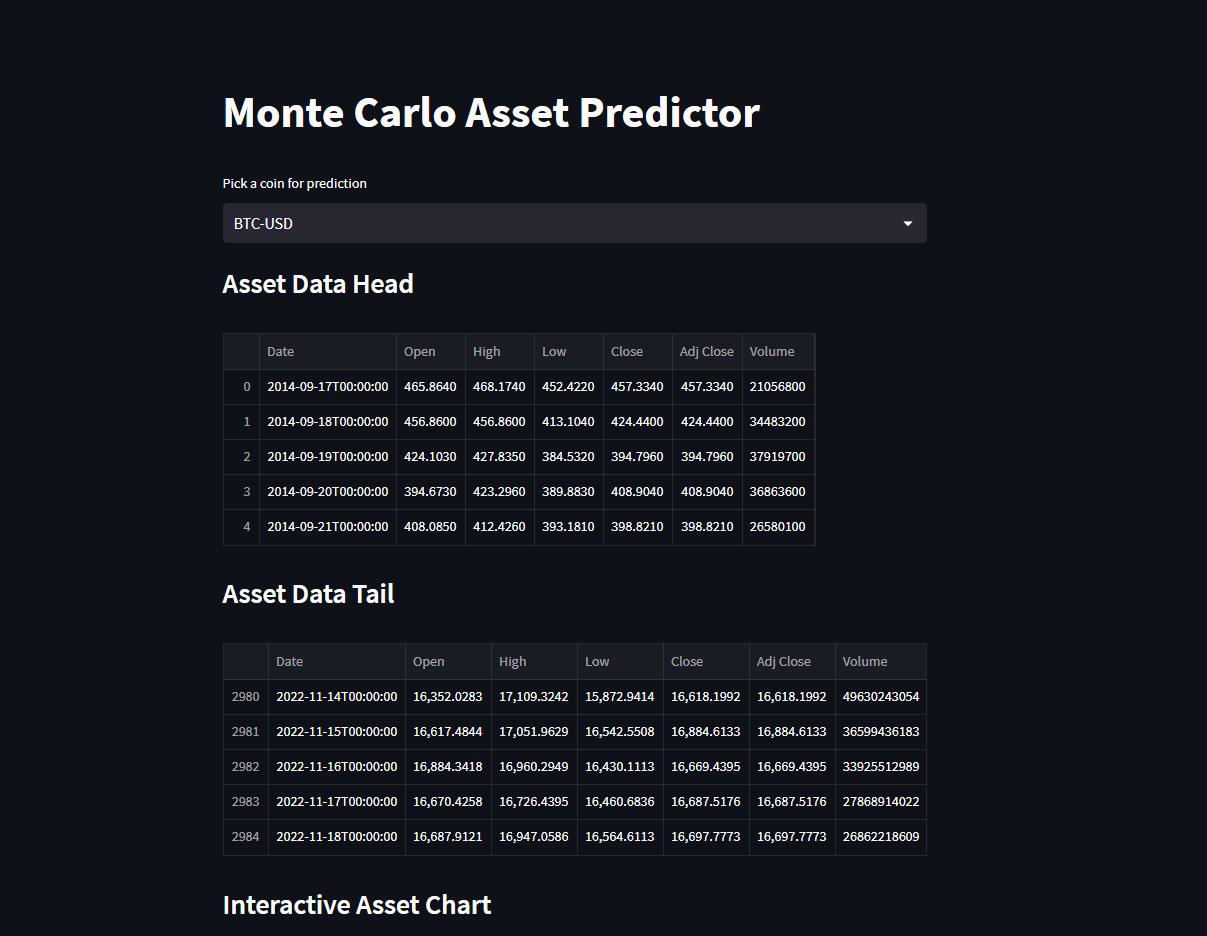 Monte Carlo Asset Predictor
Pick a coin for prediction
BTC-USD
Asset Data Head
Date Open High Low Close Adj Close Volume
0 2014-09-17T00:00:00 465.8640 468.1740 452.4220 457.3340 457.3340 21056800
1 2014-09-18T00:00:00 456.8600 456.8600 413.1040 424.4400 424.4400 34483200
2 2014-09-19T00:00:00 424.1030 427.8350 384.5320 394.7960 394.7960 37919700
3 2014-09-20T00:00:00 394.6730 423.2960 389.8830 408.9040 408.9040 36863600
4 2014-09-21T00:00:00 408.0850 412.4260 393.1810 398.8210 398.8210 26580100
Asset Data Tail
Date Open High Low Close Adj Close Volume
2980 2022-11-14T00:00:00 16,352.0283 17,109.3242 15,872.9414 16,618.1992 16,618.1992 49630243054
2981 2022-11-15T00:00:00 16,617.4844 17,051.9629 16,542.5508 16,884.6133 16,884.6133 36599436183
2982 2022-11-16T00:00:00 16,884.3418 16,960.2949 16,430.1113 16,669.4395 16,669.4395 33925512989
2983 2022-11-17T00:00:00 16,670.4258 16,726.4395 16,460.6836 16,687.5176 16,687.5176 27868914022
2984 2022-11-18T00:00:00 16,687.9121 16,947.0586 16,564.6113 16,697.7773 16,697.7773 26862218609
Interactive Asset Chart